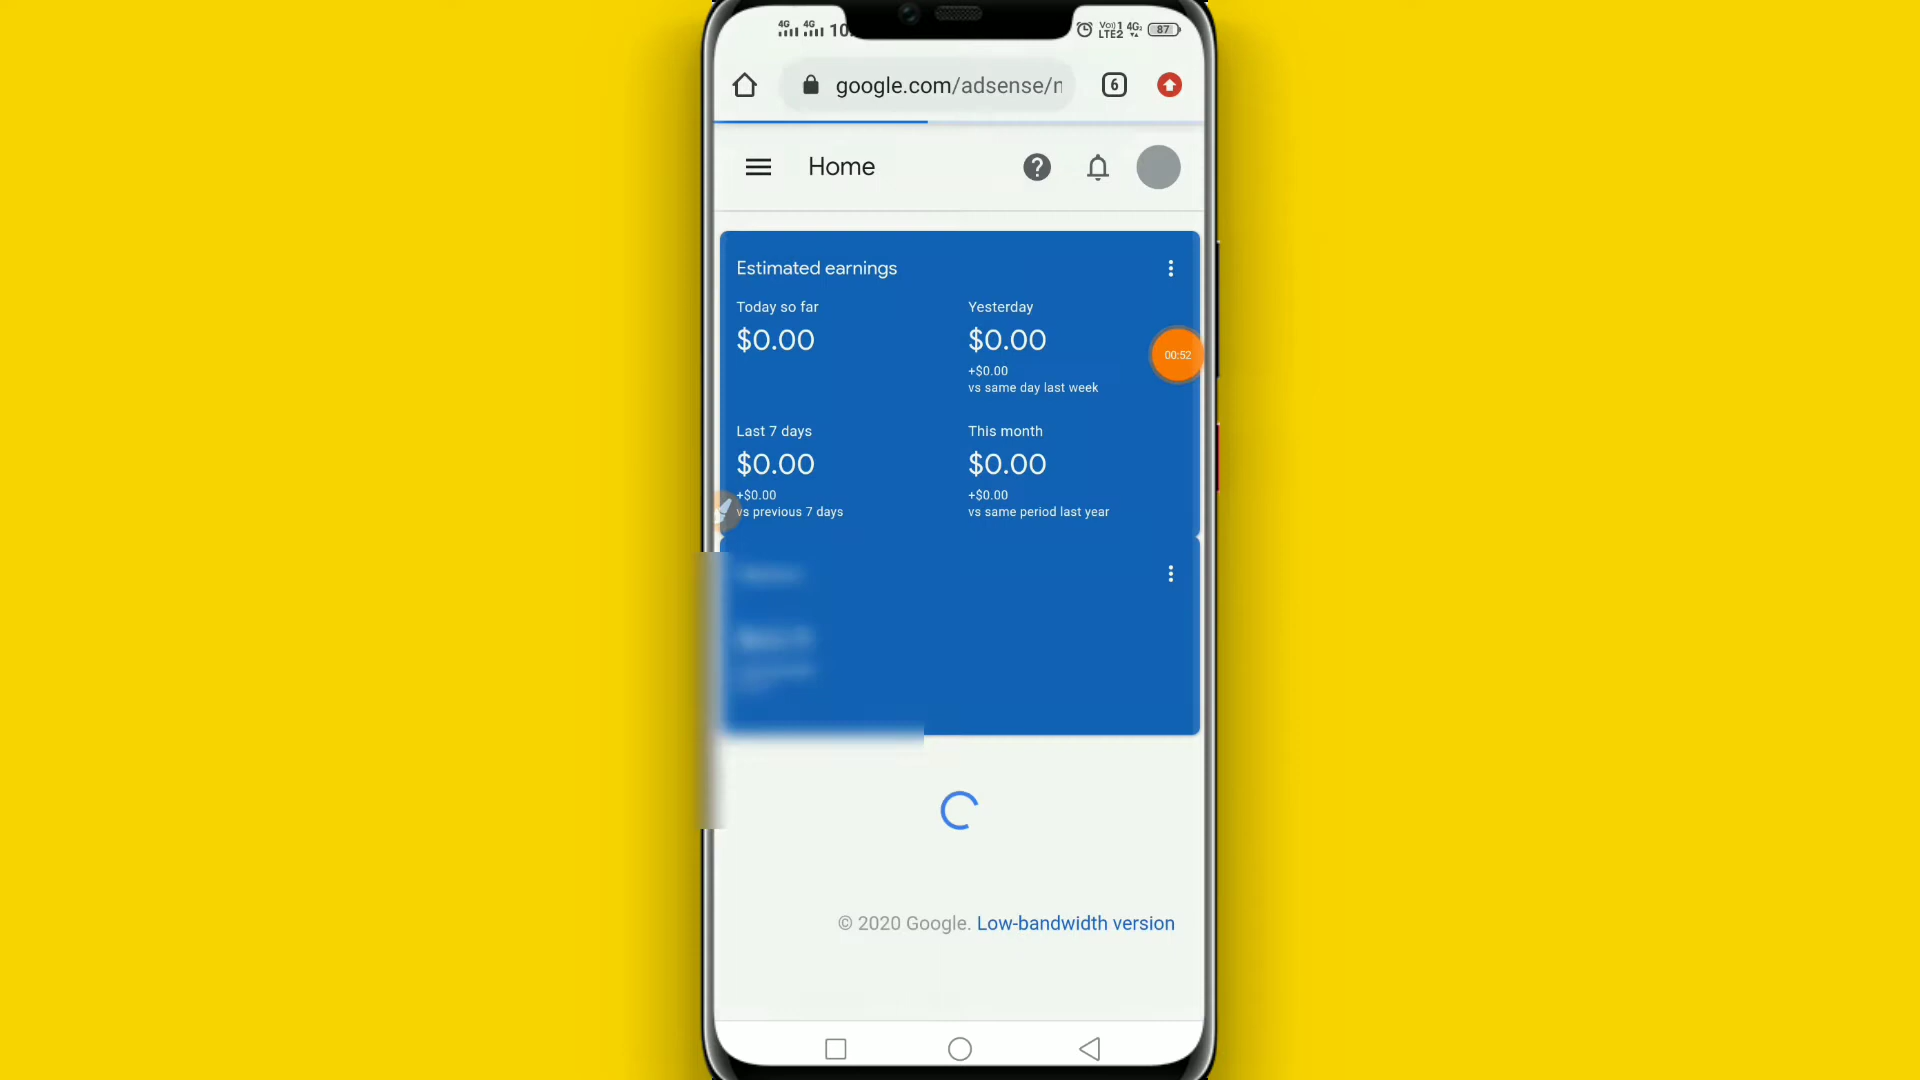 4G 4G 10
Vo)) 1 LTE2 4G 87
google.com/adsense/n
6
Home
Estimated earnings
Today so far
Yesterday
$0.00
$0.00
00:52
+$0.00
vs same day last week
Last 7 days
This month
$0.00
$0.00
+$0.00
+$0.00
vs previous 7 days
vs same period last year
© 2020 Google. Low-bandwidth version